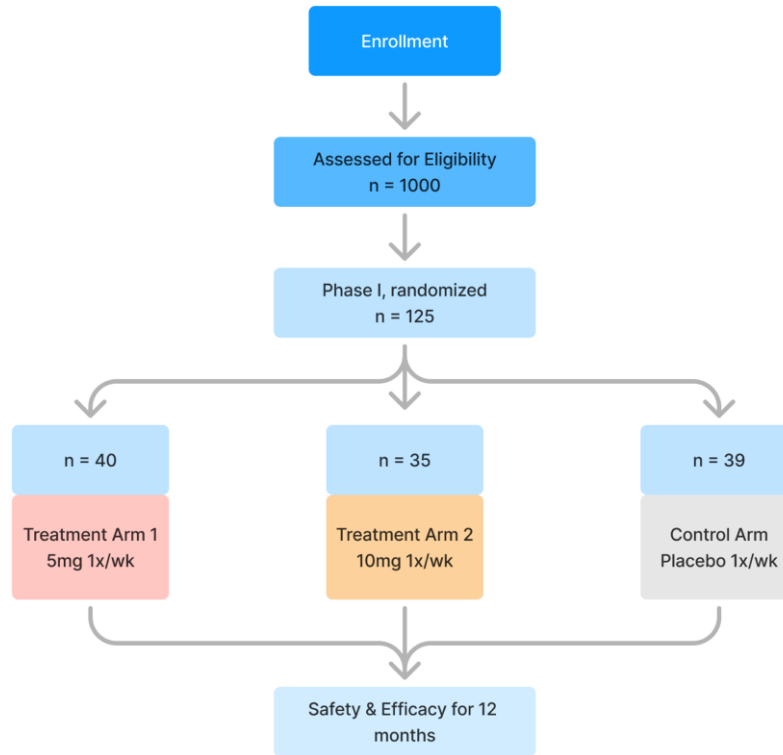 Enrollment
Assessed for Eligibility
n = 1000
Phase I, randomized
n = 125
n = 40
n = 35
n = 39
Treatment Arm 1
5mg 1x/wk
Treatment Arm 2
10mg 1x/wk
Control Arm
Placebo 1x/wk
Safety & Efficacy for 12
months